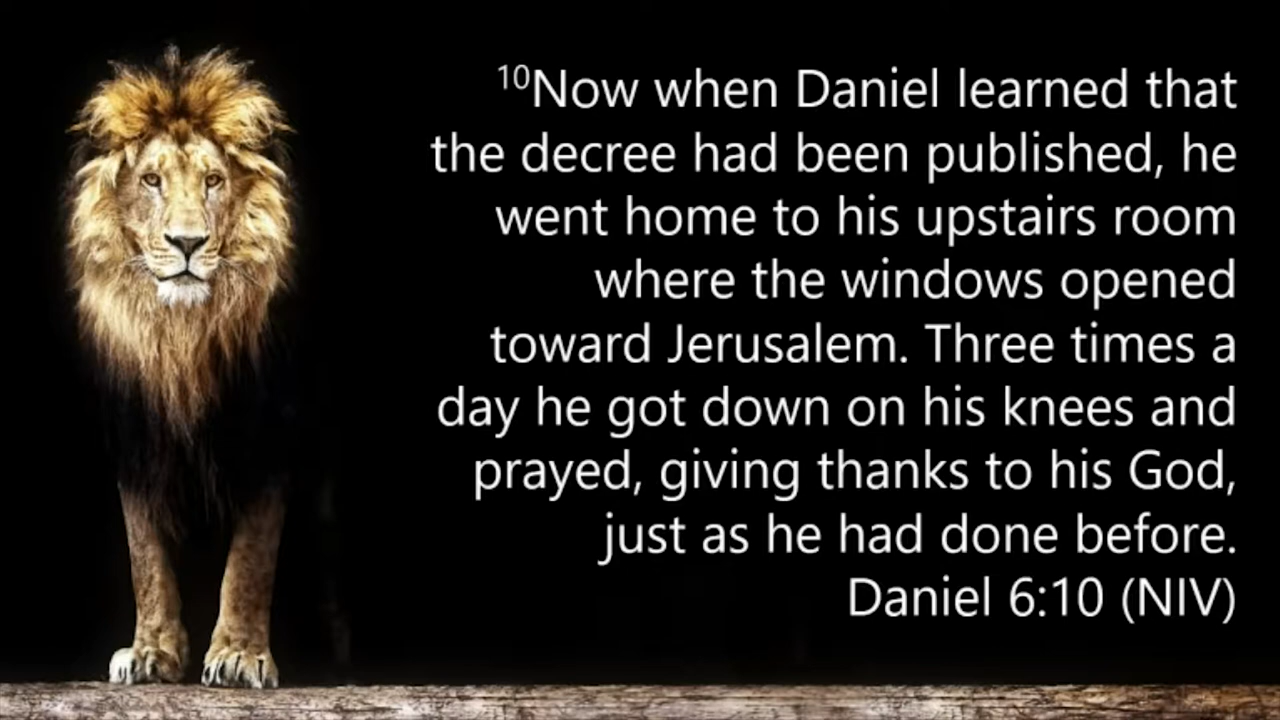 ¹⁰Now when Daniel learned that
the decree had been published, he
went home to his upstairs room
where the windows opened
toward Jerusalem. Three times a
day he got down on his knees and
prayed, giving thanks to his God,
just as he had done before.
Daniel 6:10 (NIV)